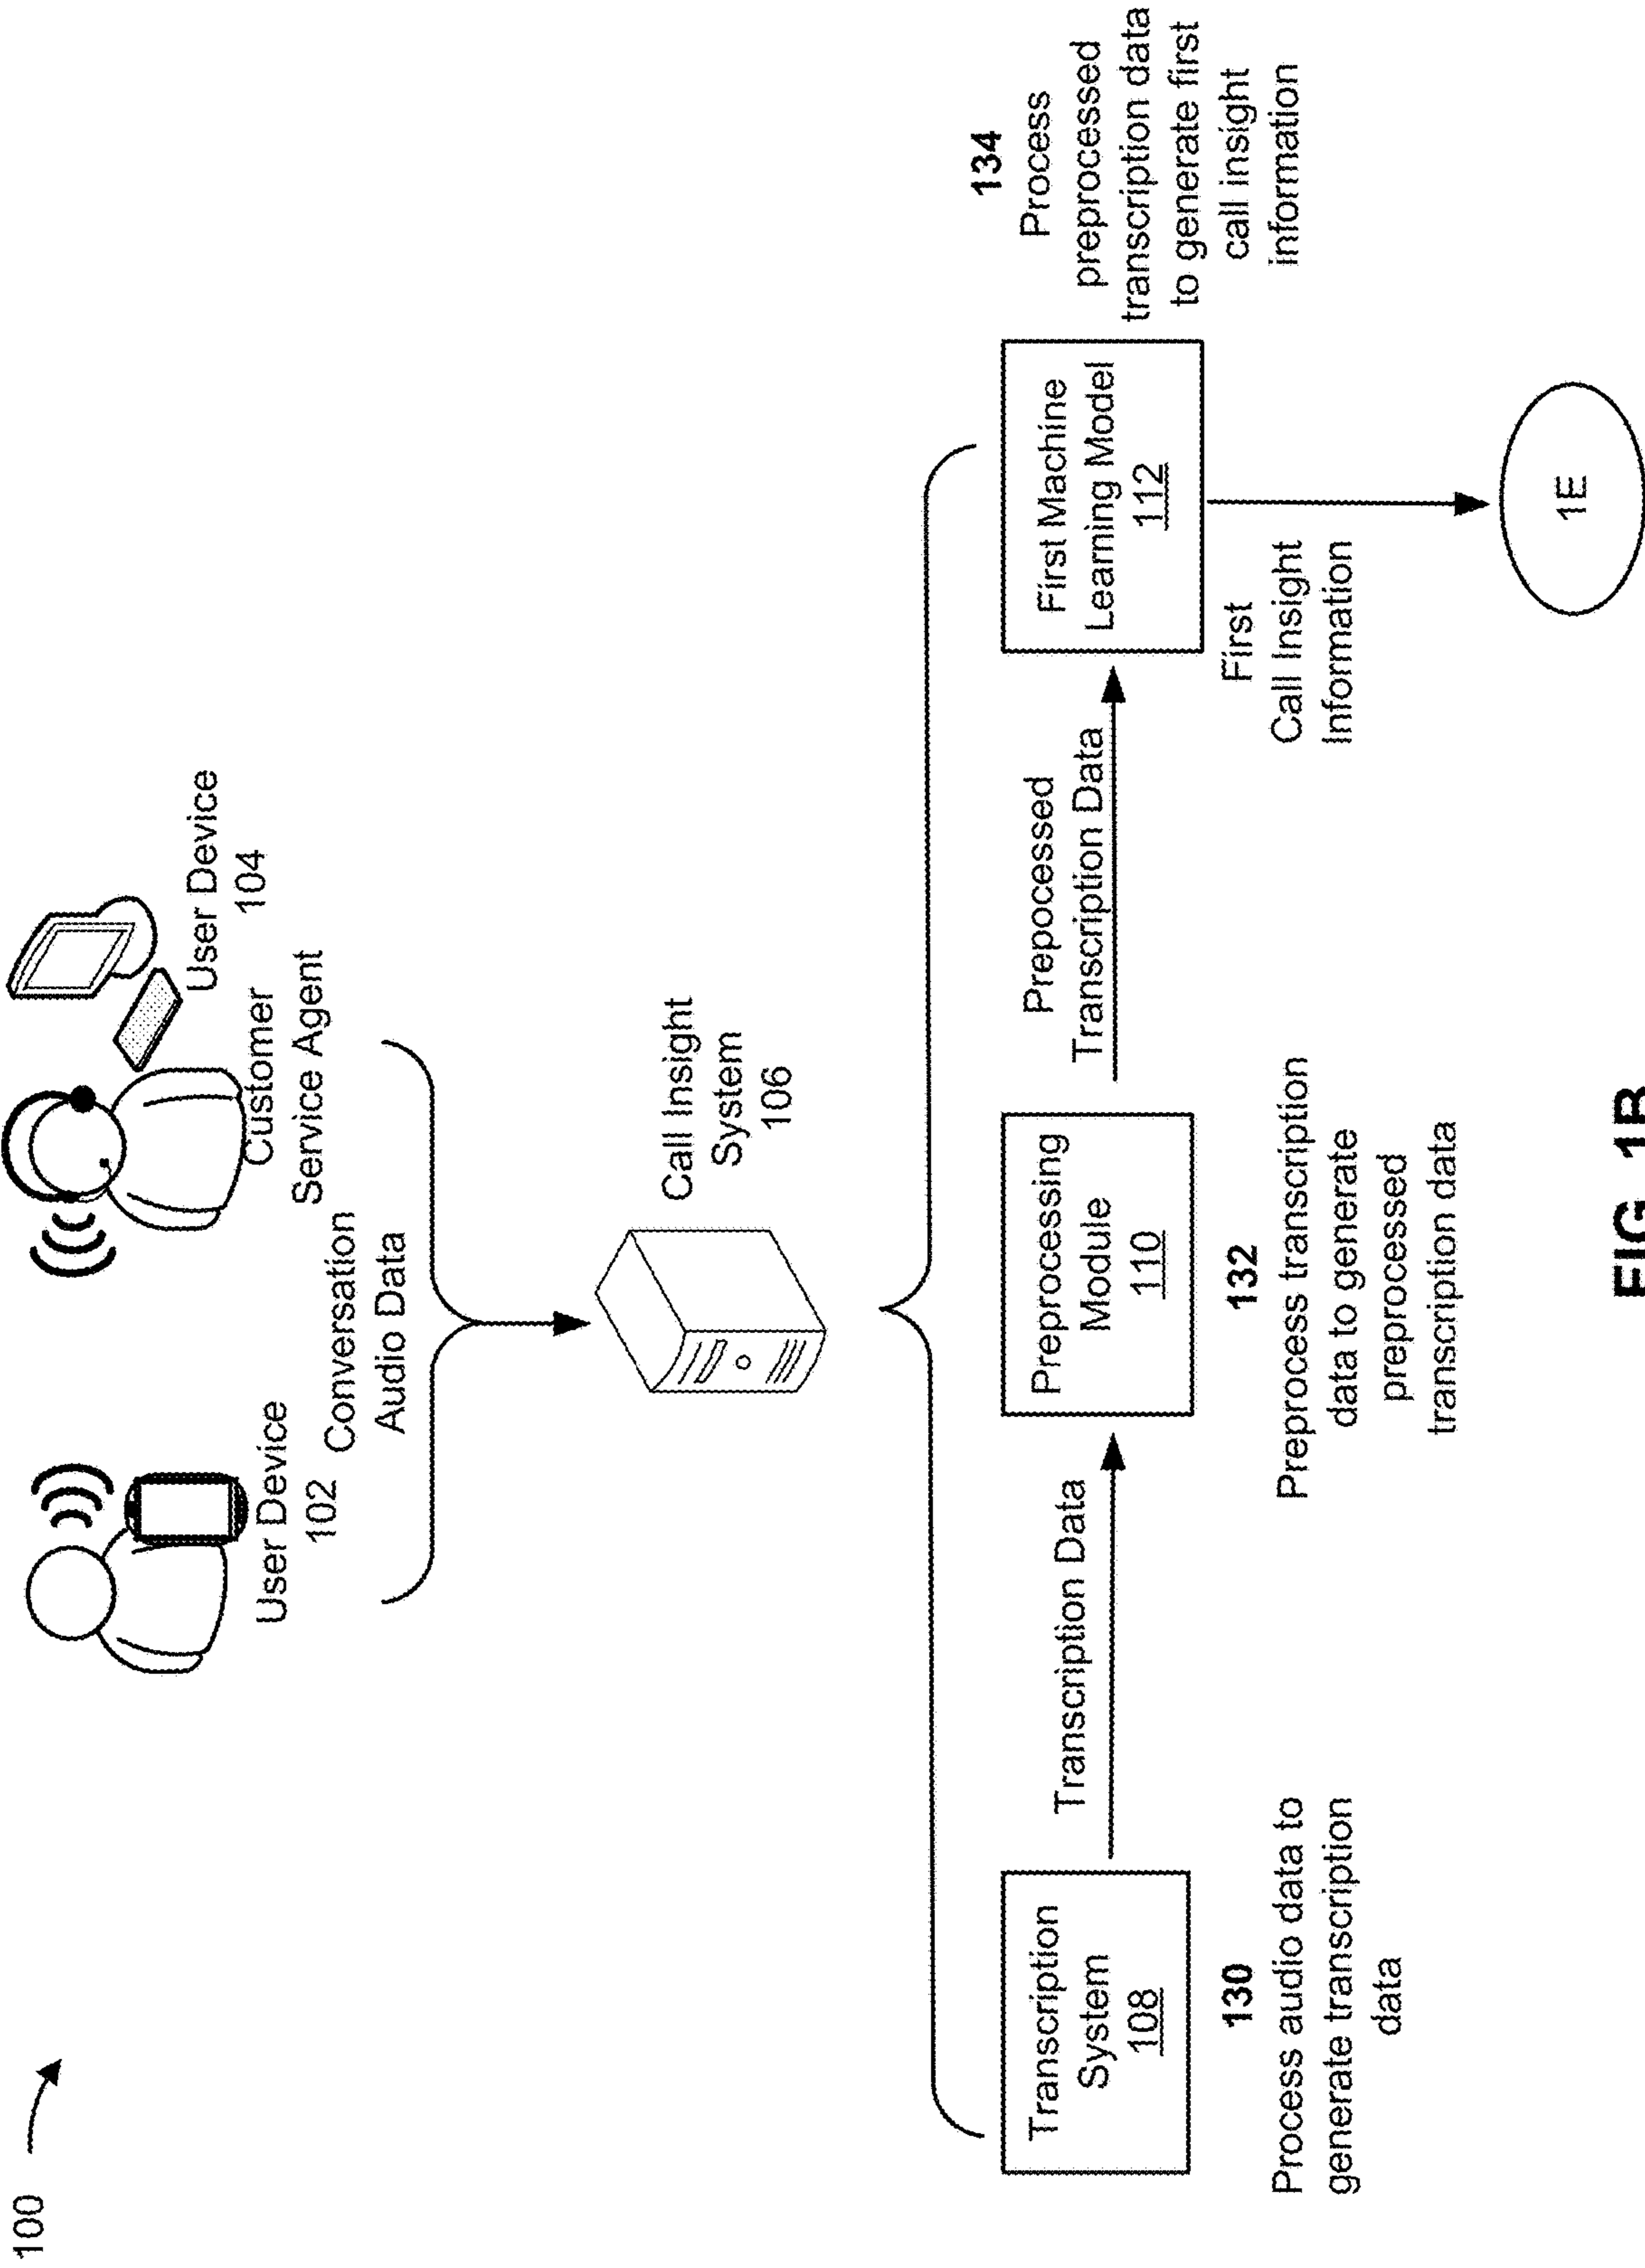 100
User Device
102
Conversation
Audio Data
Customer
Service Agent
User Device
104
Call Insight
System
106
Transcription
System
108
130
Process audio data to
generate transcription
data
Transcription Data
Preprocessing
Module
110
132
Preprocess transcription
data to generate
preprocessed
transcription data
Prepocessed
Transcription Data
First Machine
Learning Model
112
134
Process
preprocessed
transcription data
to generate first
call insight
information
First
Call Insight
Information
1E
FIG. 1B